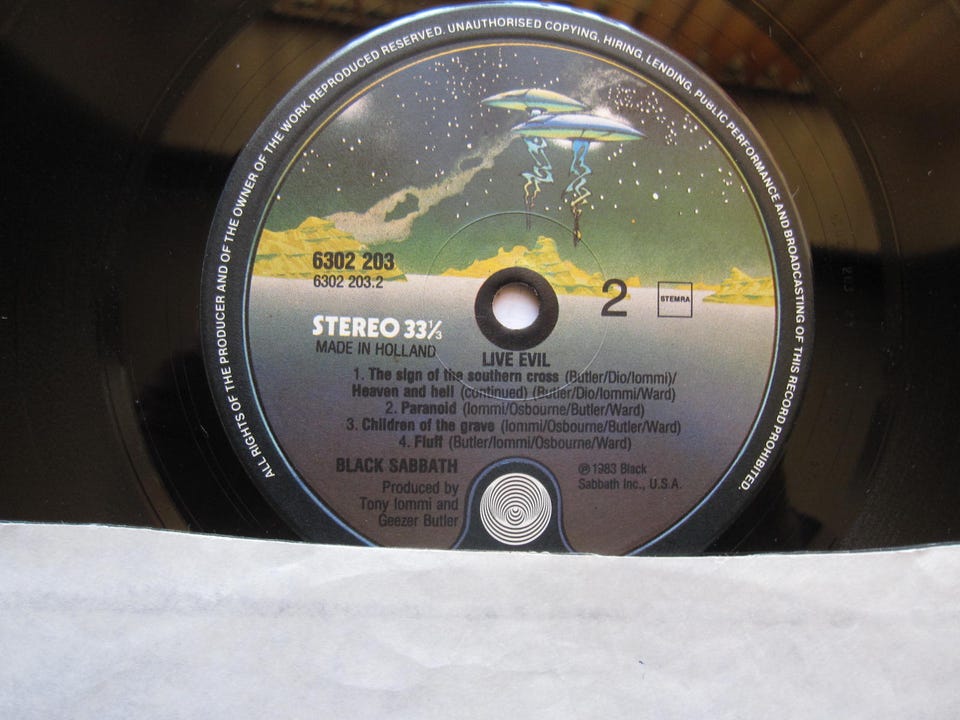 ALL RIGHTS OF THE PRODUCER AND OF THE OWNER OF THE WORK REPRODUCED RESERVED. UNAUTHORISED COPYING, HIRING, LENDING, PUBLIC PERFORMANCE AND BROADCASTING OF THIS RECORD PROHIBITED.
6302 203
6302 203.2
2
STEMRA
STEREO 33⅓
MADE IN HOLLAND
LIVE EVIL
1. The sign of the southern cross (Butler/Dio/Iommi)/
Heaven and hell (continued) (Butler/Dio/Iommi/Ward)
2. Paranoid (Iommi/Osbourne/Butler/Ward)
3. Children of the grave (Iommi/Osbourne/Butler/Ward)
4. Fluff (Butler/Iommi/Osbourne/Ward)
BLACK SABBATH
Produced by
Tony Iommi and
Geezer Butler
℗ 1983 Black
Sabbath Inc., U.S.A.